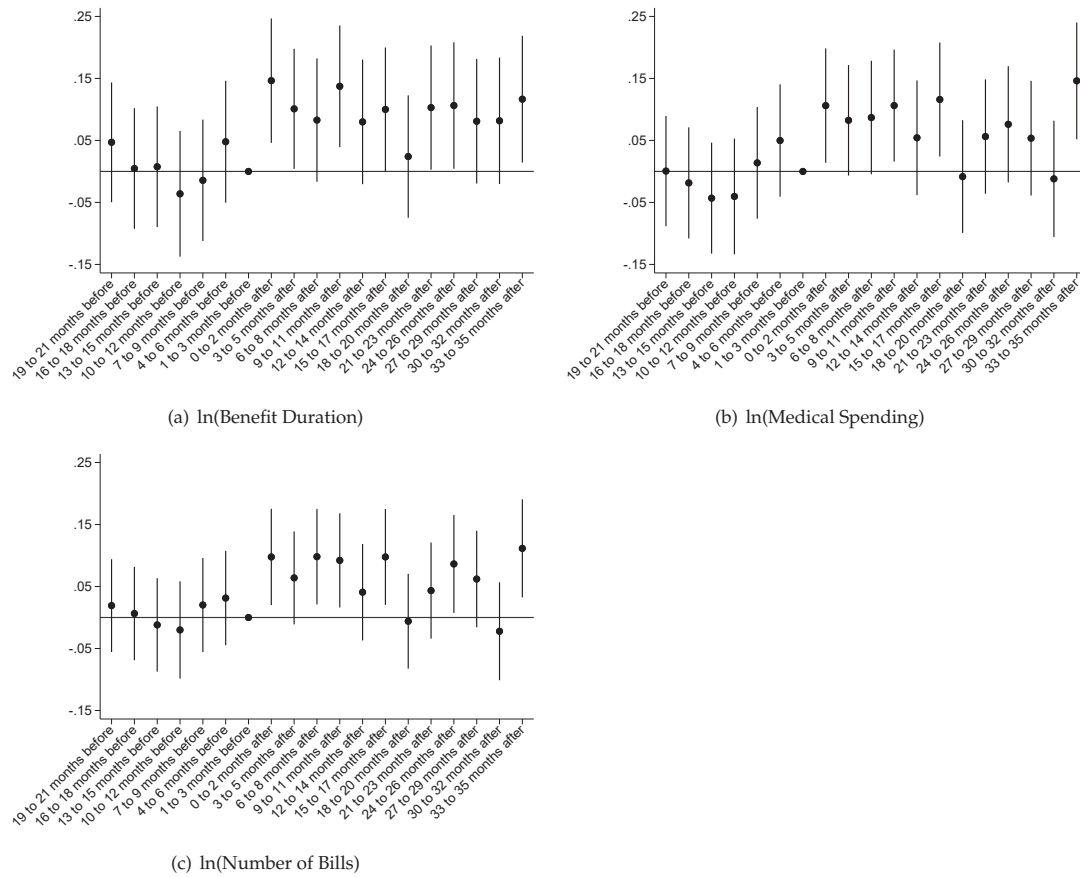 .25
.15
.05
-.05
-.15
19 to 21 months before
16 to 18 months before
13 to 15 months before
10 to 12 months before
7 to 9 months before
4 to 6 months before
1 to 3 months before
0 to 2 months after
3 to 5 months after
6 to 8 months after
9 to 11 months after
12 to 14 months after
15 to 17 months after
18 to 20 months after
21 to 23 months after
24 to 26 months after
27 to 29 months after
30 to 32 months after
33 to 35 months after
(a) ln(Benefit Duration)
.25
.15
.05
-.05
-.15
19 to 21 months before
16 to 18 months before
13 to 15 months before
10 to 12 months before
7 to 9 months before
4 to 6 months before
1 to 3 months before
0 to 2 months after
3 to 5 months after
6 to 8 months after
9 to 11 months after
12 to 14 months after
15 to 17 months after
18 to 20 months after
21 to 23 months after
24 to 26 months after
27 to 29 months after
30 to 32 months after
33 to 35 months after
(b) ln(Medical Spending)
.25
.15
.05
-.05
-.15
19 to 21 months before
16 to 18 months before
13 to 15 months before
10 to 12 months before
7 to 9 months before
4 to 6 months before
1 to 3 months before
0 to 2 months after
3 to 5 months after
6 to 8 months after
9 to 11 months after
12 to 14 months after
15 to 17 months after
18 to 20 months after
21 to 23 months after
24 to 26 months after
27 to 29 months after
30 to 32 months after
33 to 35 months after
(c) ln(Number of Bills)